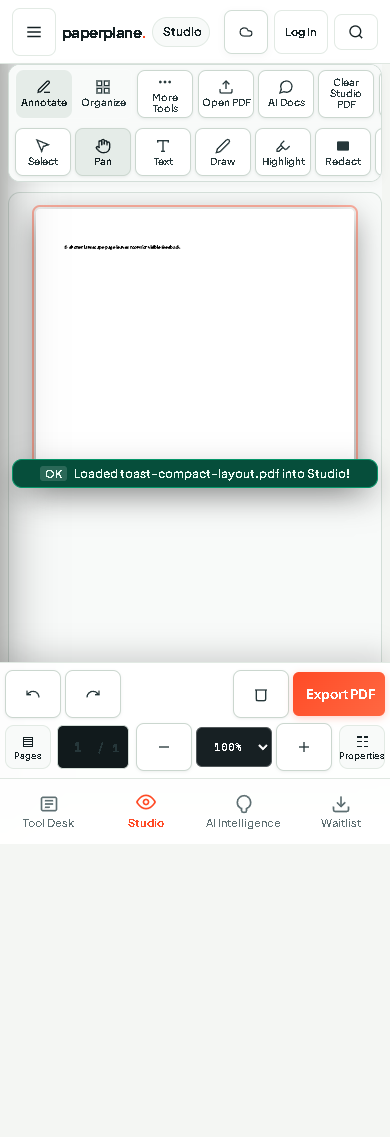 paperplane. Studio Log In
Annotate Organize More Tools Open PDF AI Docs Clear Studio PDF
Select Pan Text Draw Highlight Redact
OK Loaded toast-compact-layout.pdf into Studio!
Export PDF
Pages 1 / 1 100% Properties
Tool Desk Studio AI Intelligence Waitlist